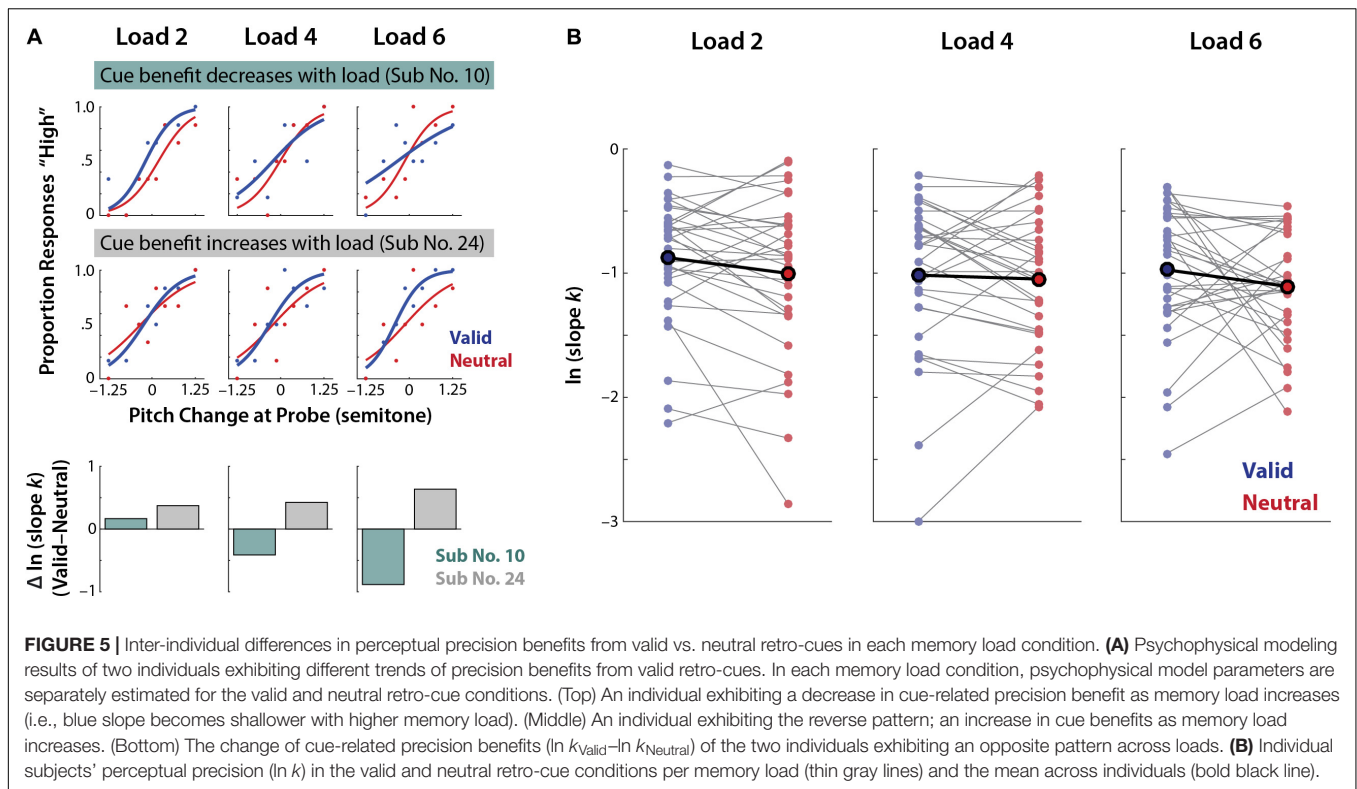 A
Load 2 Load 4 Load 6
Cue benefit decreases with load (Sub No. 10)
Proportion Responses “High”
1.0
.5
0
Cue benefit increases with load (Sub No. 24)
1.0
.5
0
Valid
Neutral
−1.25 0 1.25 −1.25 0 1.25 −1.25 0 1.25
Pitch Change at Probe (semitone)
Δ ln (slope k)
(Valid–Neutral)
1
0
−1
Sub No. 10
Sub No. 24
B
Load 2 Load 4 Load 6
ln (slope k)
0
−1
−2
−3
Valid
Neutral
FIGURE 5 | Inter-individual differences in perceptual precision benefits from valid vs. neutral retro-cues in each memory load condition. (A) Psychophysical modeling
results of two individuals exhibiting different trends of precision benefits from valid retro-cues. In each memory load condition, psychophysical model parameters are
separately estimated for the valid and neutral retro-cue conditions. (Top) An individual exhibiting a decrease in cue-related precision benefit as memory load increases
(i.e., blue slope becomes shallower with higher memory load). (Middle) An individual exhibiting the reverse pattern; an increase in cue benefits as memory load
increases. (Bottom) The change of cue-related precision benefits (ln kValid–ln kNeutral) of the two individuals exhibiting an opposite pattern across loads. (B) Individual
subjects’ perceptual precision (ln k) in the valid and neutral retro-cue conditions per memory load (thin gray lines) and the mean across individuals (bold black line).